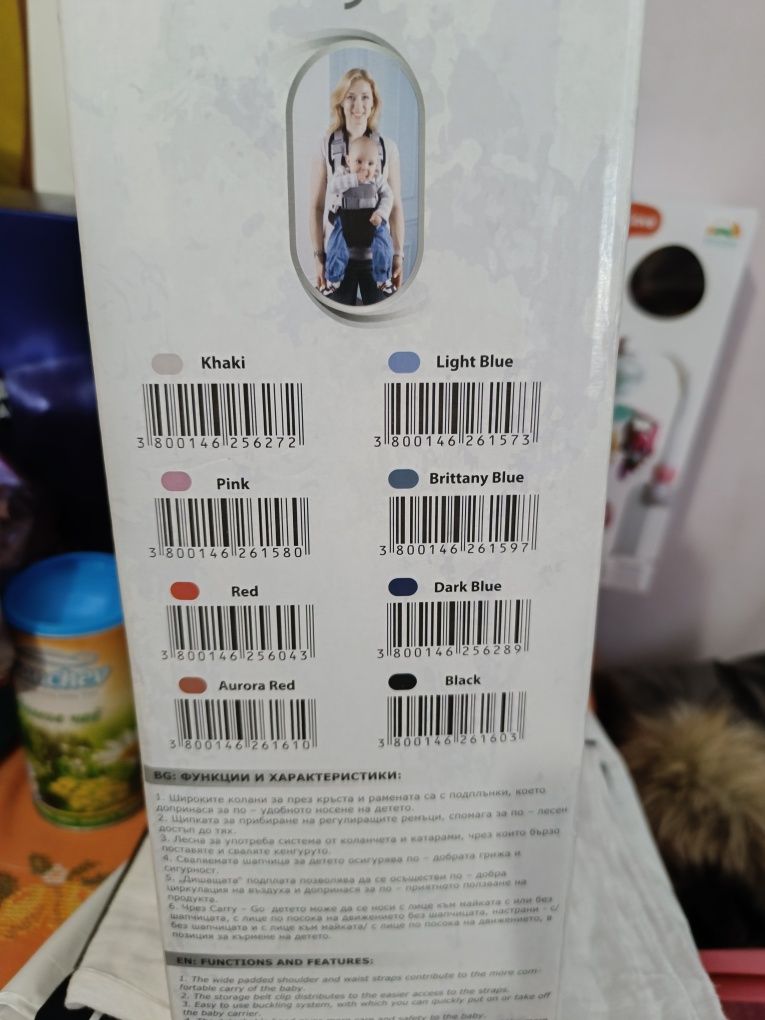 Khaki
3 800146 256272
Light Blue
3 800146 261573
Pink
3 800146 261580
Brittany Blue
3 800146 261597
Red
3 800146 256043
Dark Blue
3 800146 256289
Aurora Red
3 800146 261610
Black
3 800146 261603
BG: ФУНКЦИИ И ХАРАКТЕРИСТИКИ:
1. Широките колани за през кръста и рамената са с подплънки, което
допринася за по – удобното носене на детето.
2. Щипката за прибиране на регулиращите ремъци, спомага за по – лесен
достъп до тях.
3. Лесна за употреба система от коланчета и катарами, чрез които бързо
поставяте и сваляте кенгуруто.
4. Сваляемата шапчица за детето осигурява по – добрата грижа и
сигурност.
5. „Дишащата" подплата позволява да се осъществи по – добра
циркулация на въздуха и допринася за по – приятното ползване на
продукта.
6. Чрез Carry – Go детето може да се носи с лице към майката с или без
шапчицата, с лице по посока на движението без шапчицата, настрани – с/
без шапчицата и с лице към майката/ с лице по посока на движението, в
позиция за кърмене на детето.
EN: FUNCTIONS AND FEATURES:
1. The wide padded shoulder and waist straps contribute to the more com-
fortable carry of the baby.
2. The storage belt clip distributes to the easier access to the straps.
3. Easy to use buckling system, with which you can quickly put on or take off
the baby carrier.